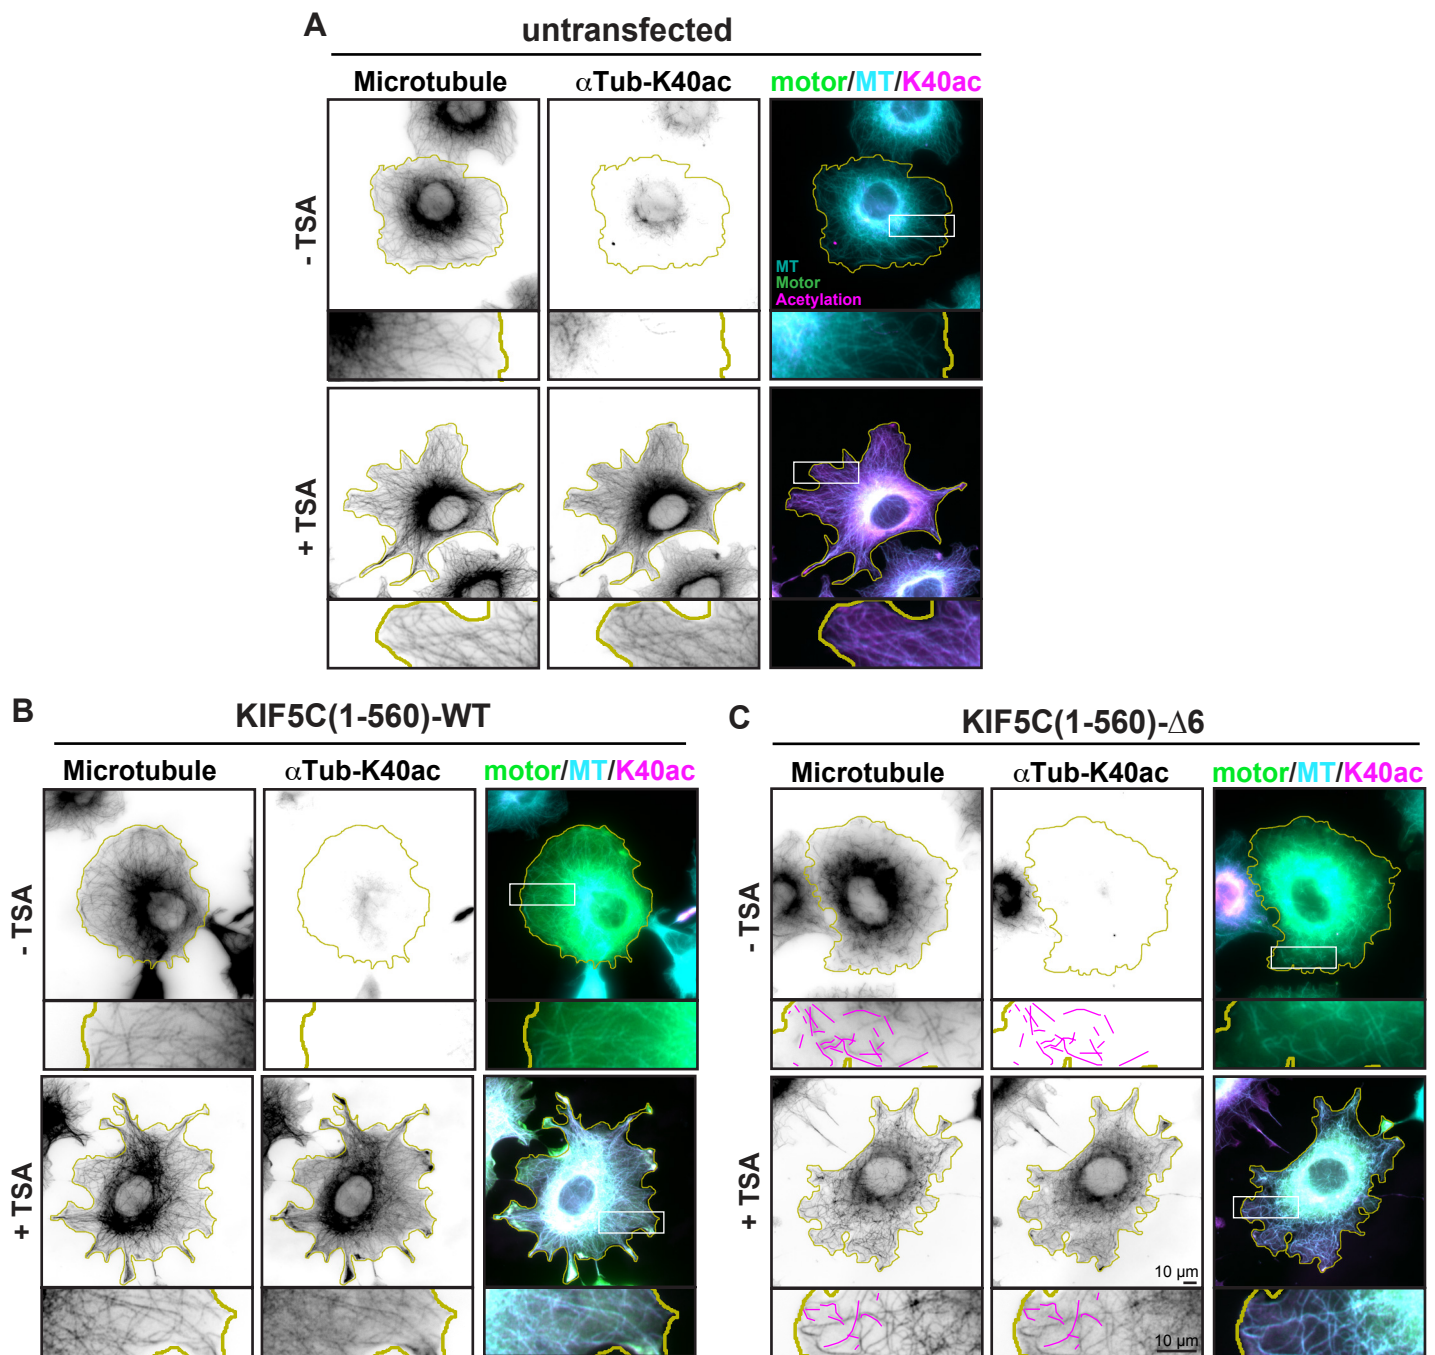 A
untransfected
Microtubule
αTub-K40ac
motor/MT/K40ac
- TSA
MT
Motor
Acetylation
+ TSA
B
KIF5C(1-560)-WT
Microtubule
αTub-K40ac
motor/MT/K40ac
- TSA
+ TSA
C
KIF5C(1-560)-Δ6
Microtubule
αTub-K40ac
motor/MT/K40ac
- TSA
+ TSA
10 µm
10 µm